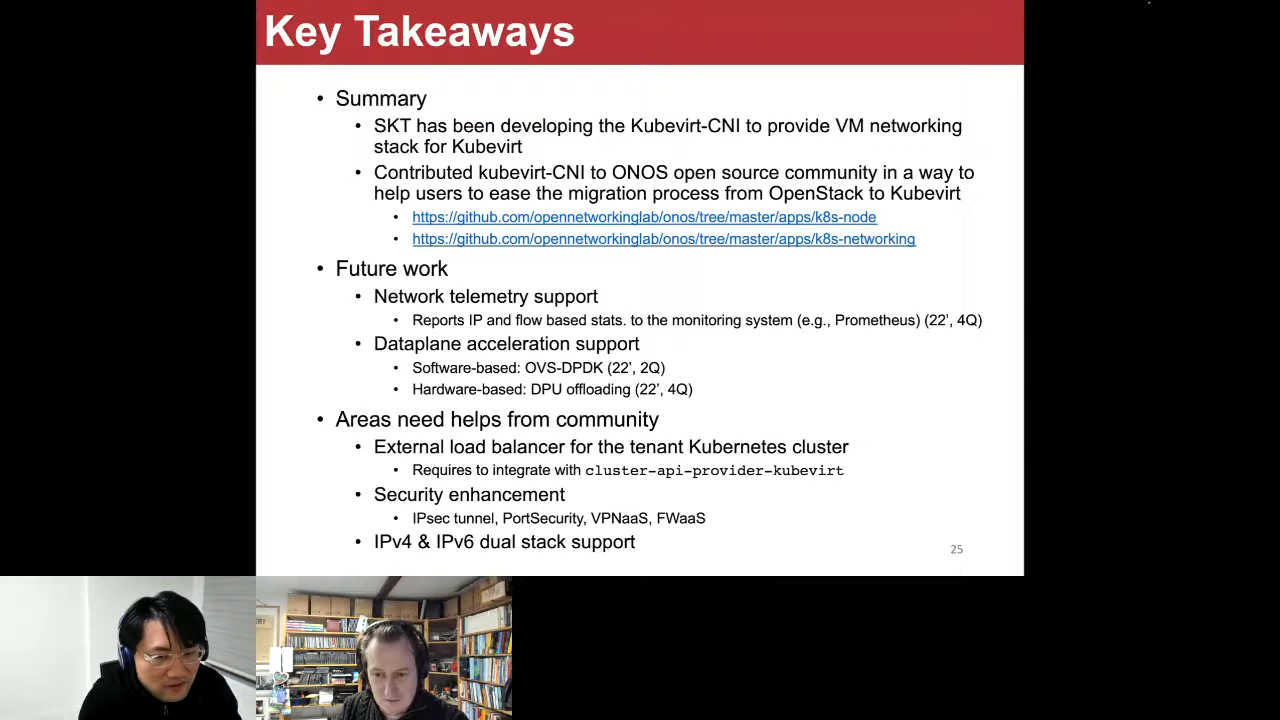 Key Takeaways
• Summary
• SKT has been developing the Kubevirt-CNI to provide VM networking
stack for Kubevirt
• Contributed kubevirt-CNI to ONOS open source community in a way to
help users to ease the migration process from OpenStack to Kubevirt
• https://github.com/opennetworkinglab/onos/tree/master/apps/k8s-node
• https://github.com/opennetworkinglab/onos/tree/master/apps/k8s-networking
• Future work
• Network telemetry support
• Reports IP and flow based stats. to the monitoring system (e.g., Prometheus) (22’, 4Q)
• Dataplane acceleration support
• Software-based: OVS-DPDK (22’, 2Q)
• Hardware-based: DPU offloading (22’, 4Q)
• Areas need helps from community
• External load balancer for the tenant Kubernetes cluster
• Requires to integrate with cluster-api-provider-kubevirt
• Security enhancement
• IPsec tunnel, PortSecurity, VPNaaS, FWaaS
• IPv4 & IPv6 dual stack support
25